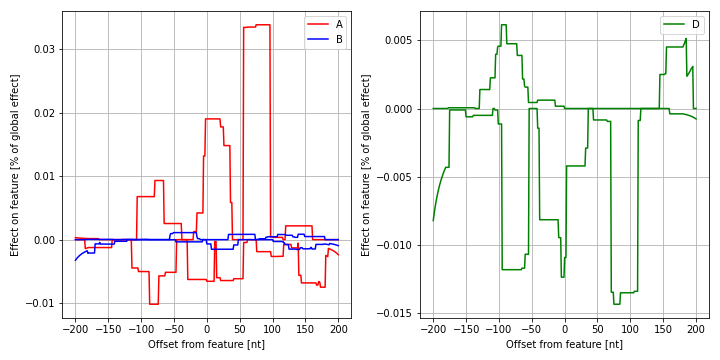 A
B
0.03
0.02
0.01
0.00
−0.01
Effect on feature [% of global effect]
−200 −150 −100 −50 0 50 100 150 200
Offset from feature [nt]
D
0.005
0.000
−0.005
−0.010
−0.015
Effect on feature [% of global effect]
−200 −150 −100 −50 0 50 100 150 200
Offset from feature [nt]